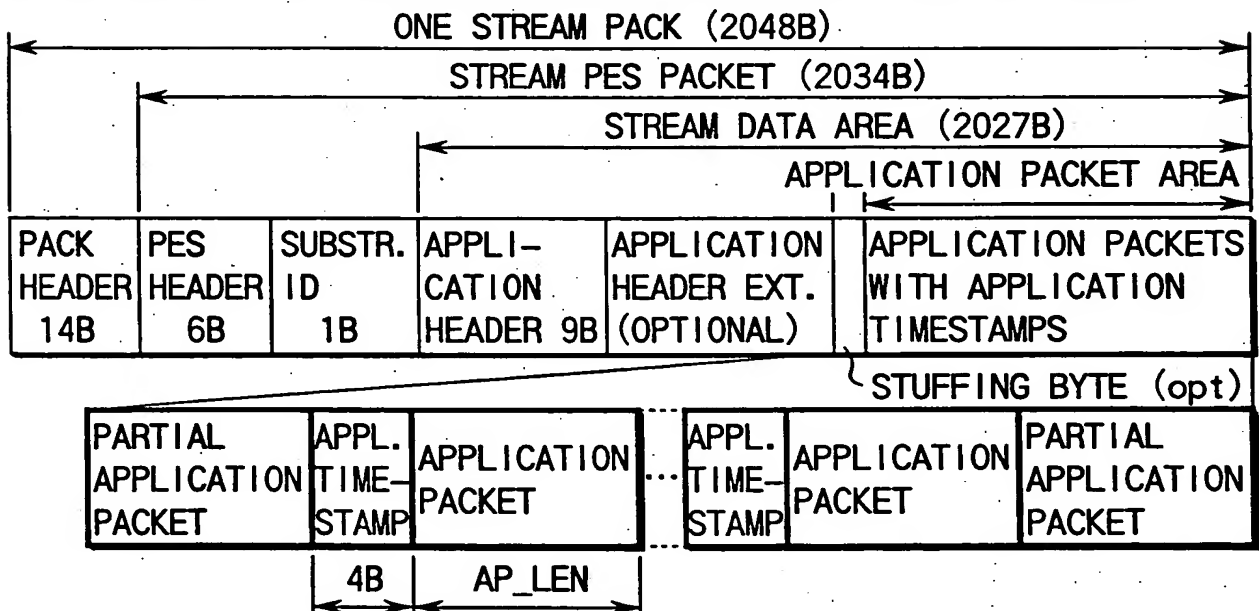 ONE STREAM PACK (2048B)
STREAM PES PACKET (2034B)
STREAM DATA AREA (2027B)
APPLICATION PACKET AREA
PACK
HEADER
14B
PES
HEADER
6B
SUBSTR.
ID
1B
APPLI-
CATION
HEADER 9B
APPLICATION
HEADER EXT.
(OPTIONAL)
APPLICATION PACKETS
WITH APPLICATION
TIMESTAMPS
STUFFING BYTE (opt)
PARTIAL
APPLICATION
PACKET
APPL.
TIME-
STAMP
APPLICATION
PACKET
APPL.
TIME-
STAMP
APPLICATION
PACKET
PARTIAL
APPLICATION
PACKET
4B
AP_LEN